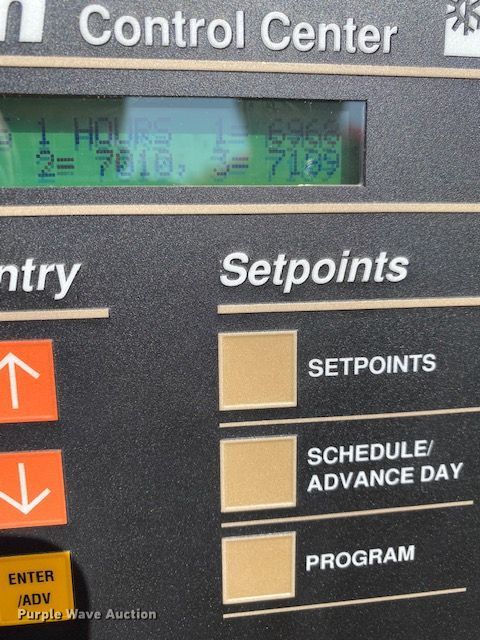 Control Center
1 HOURS 1= 6966
2= 7010, 3= 7109
ntry
Setpoints
SETPOINTS
SCHEDULE/
ADVANCE DAY
PROGRAM
ENTER
/ADV
Purple Wave Auction